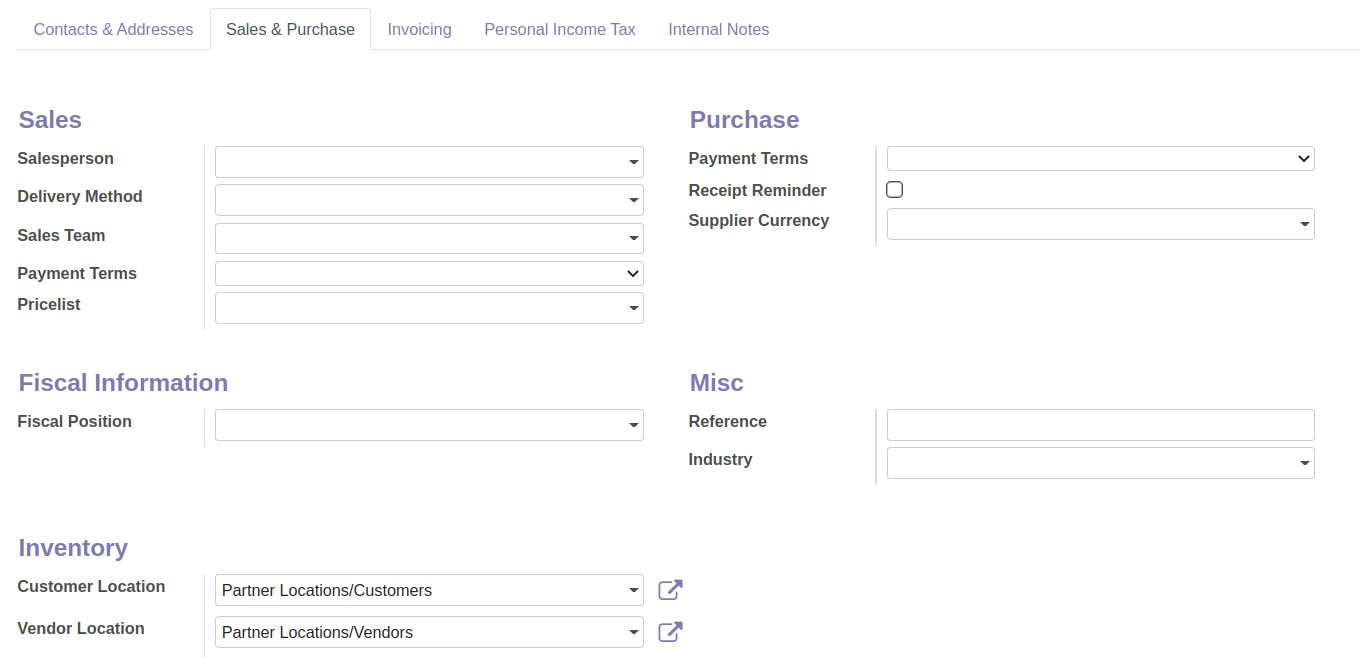 Contacts & Addresses
Sales & Purchase
Invoicing
Personal Income Tax
Internal Notes
Sales
Salesperson
Delivery Method
Sales Team
Payment Terms
Pricelist
Purchase
Payment Terms
Receipt Reminder
Supplier Currency
Fiscal Information
Fiscal Position
Misc
Reference
Industry
Inventory
Customer Location Partner Locations/Customers
Vendor Location Partner Locations/Vendors